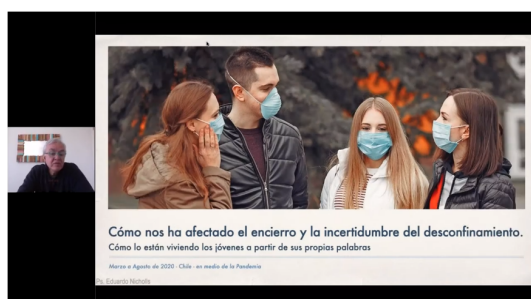 Cómo nos ha afectado el encierro y la incertidumbre del desconfinamiento.
Cómo lo están viviendo los jóvenes a partir de sus propias palabras
Marzo a Agosto de 2020 - Chile - en medio de la Pandemia
Ps. Eduardo Nicholls